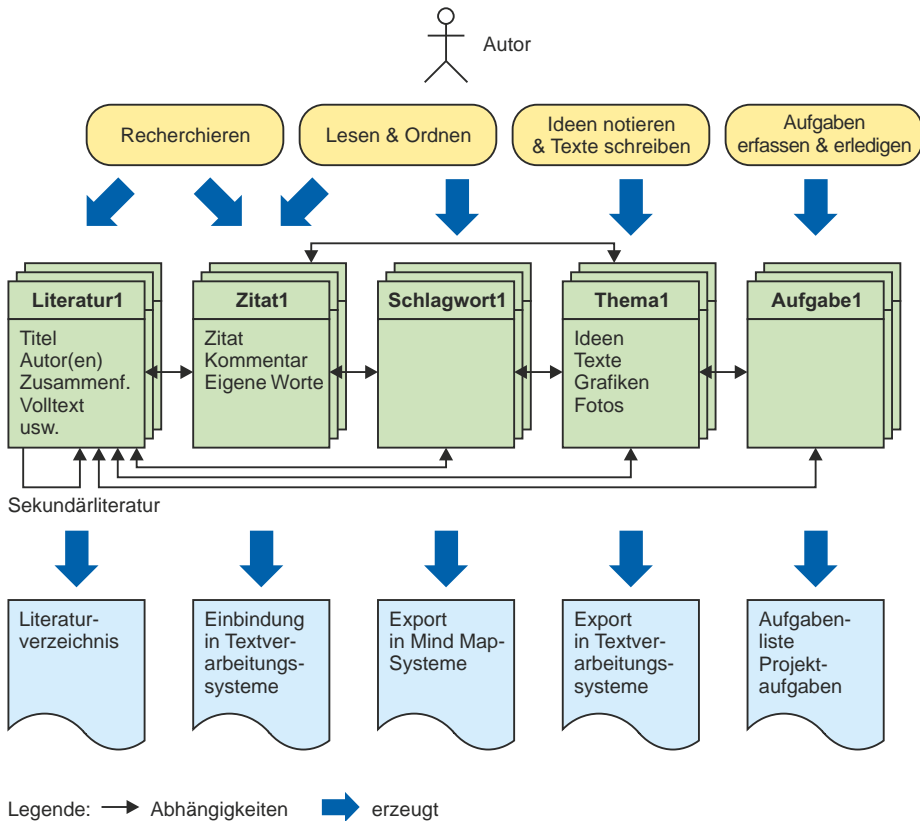 Autor
Recherchieren
Lesen & Ordnen
Ideen notieren
& Texte schreiben
Aufgaben
erfassen & erledigen
Literatur1
Titel
Autor(en)
Zusammenf.
Volltext
usw.
Zitat1
Zitat
Kommentar
Eigene Worte
Schlagwort1
Thema1
Ideen
Texte
Grafiken
Fotos
Aufgabe1
Sekundärliteratur
Literatur-
verzeichnis
Einbindung
in Textver-
arbeitungs-
systeme
Export
in Mind Map-
Systeme
Export
in Textver-
arbeitungs-
systeme
Aufgaben-
liste
Projekt-
aufgaben
Legende: Abhängigkeiten erzeugt